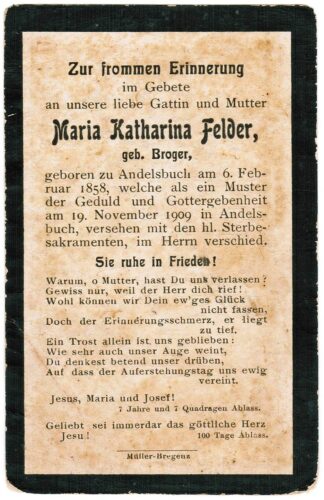 Zur frommen Erinnerung
im Gebete
an unsere liebe Gattin und Mutter
Maria Katharina Felder,
geb. Broger,
geboren zu Andelsbuch am 6. Feb-
ruar 1858, welche als ein Muster
der Geduld und Gottergebenheit
am 19. November 1909 in Andels-
buch, versehen mit den hl. Sterbe-
sakramenten, im Herrn verschied.
Sie ruhe in Frieden!
Warum, o Mutter, hast Du uns verlassen?
Gewiss nur, weil der Herr dich rief!
Wohl können wir Dein ew'ges Glück
nicht fassen,
Doch der Erinnerungsschmerz, er liegt
zu tief.
Ein Trost allein ist uns geblieben:
Wie sehr auch unser Auge weint,
Du denkest betend unser drüben,
Auf dass der Auferstehungstag uns ewig
vereint.
Jesus, Maria und Josef!
7 Jahre und 7 Quadragen Ablass.
Geliebt sei immerdar das göttliche Herz
Jesu!
100 Tage Ablass.
Müller-Bregenz